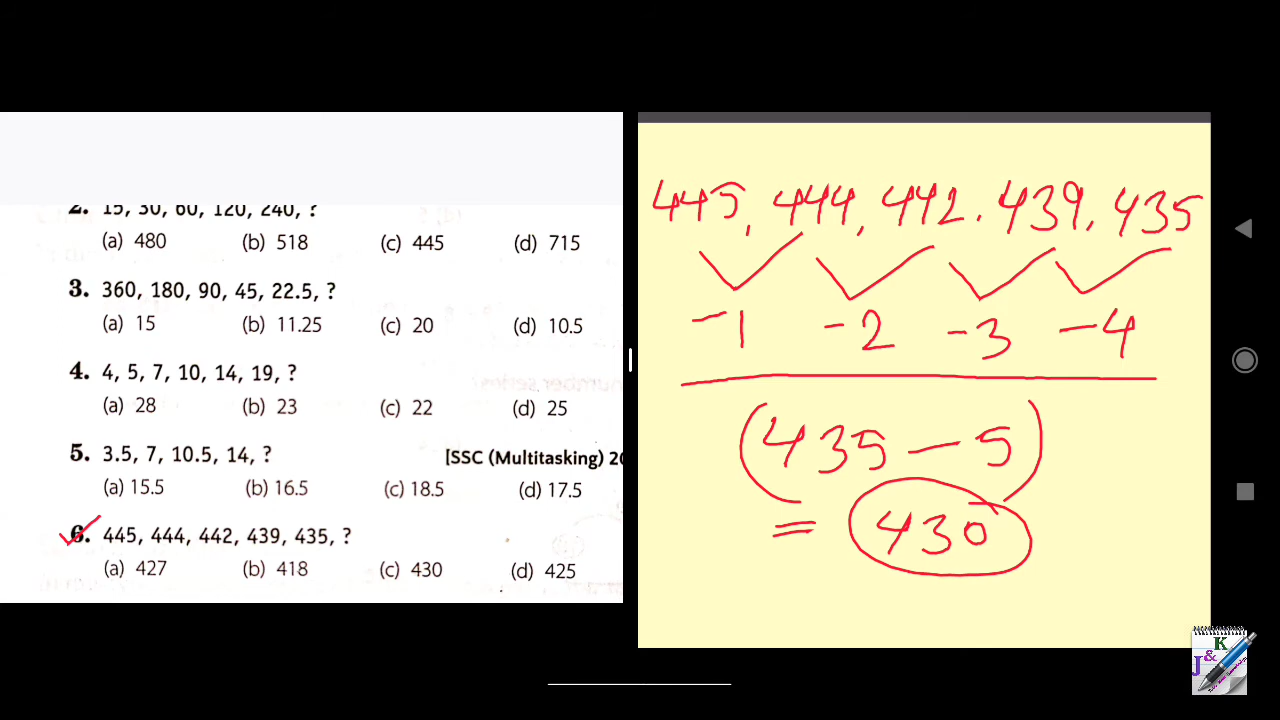 2. 15, 30, 60, 120, 240, ?
(a) 480 (b) 518 (c) 445 (d) 715
3. 360, 180, 90, 45, 22.5, ?
(a) 15 (b) 11.25 (c) 20 (d) 10.5
4. 4, 5, 7, 10, 14, 19, ?
(a) 28 (b) 23 (c) 22 (d) 25
5. 3.5, 7, 10.5, 14, ?
[SSC (Multitasking) 20
(a) 15.5 (b) 16.5 (c) 18.5 (d) 17.5
6. 445, 444, 442, 439, 435, ?
(a) 427 (b) 418 (c) 430 (d) 425
445, 444, 442. 439, 435
-1 -2 -3 -4
(435 - 5)
= 430
J & K